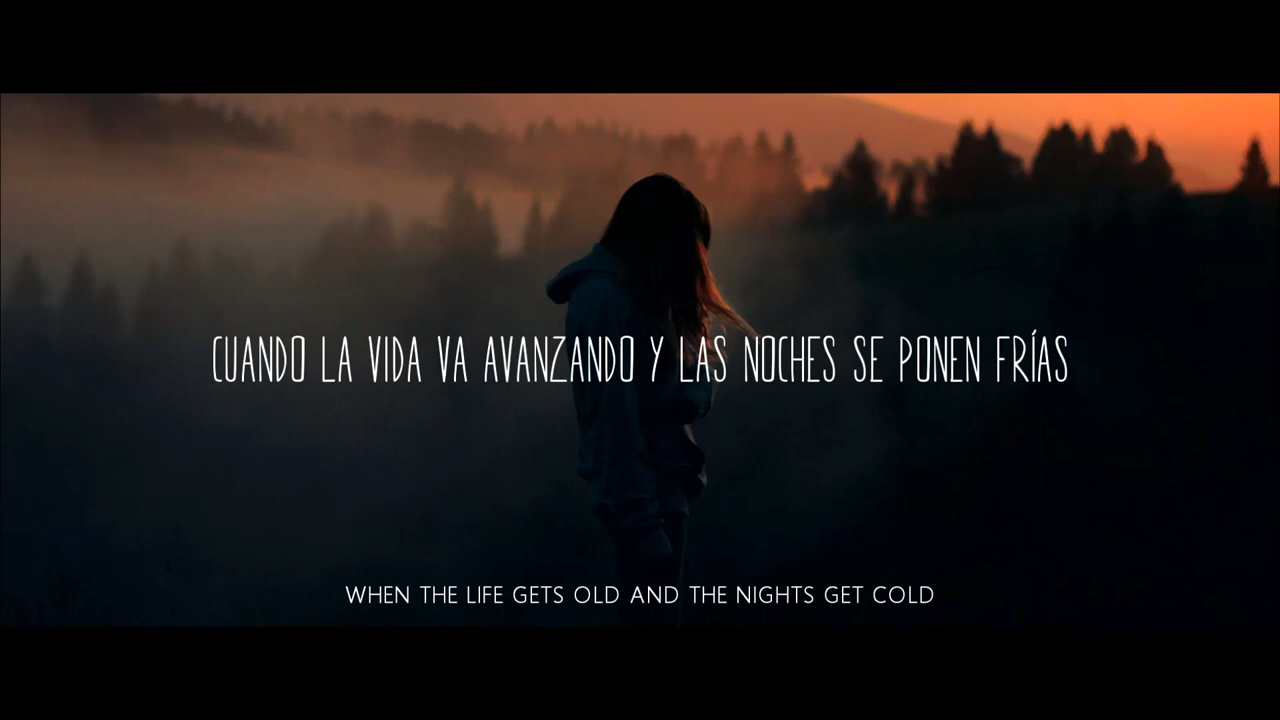 CUANDO LA VIDA VA AVANZANDO Y LAS NOCHES SE PONEN FRÍAS
WHEN THE LIFE GETS OLD AND THE NIGHTS GET COLD